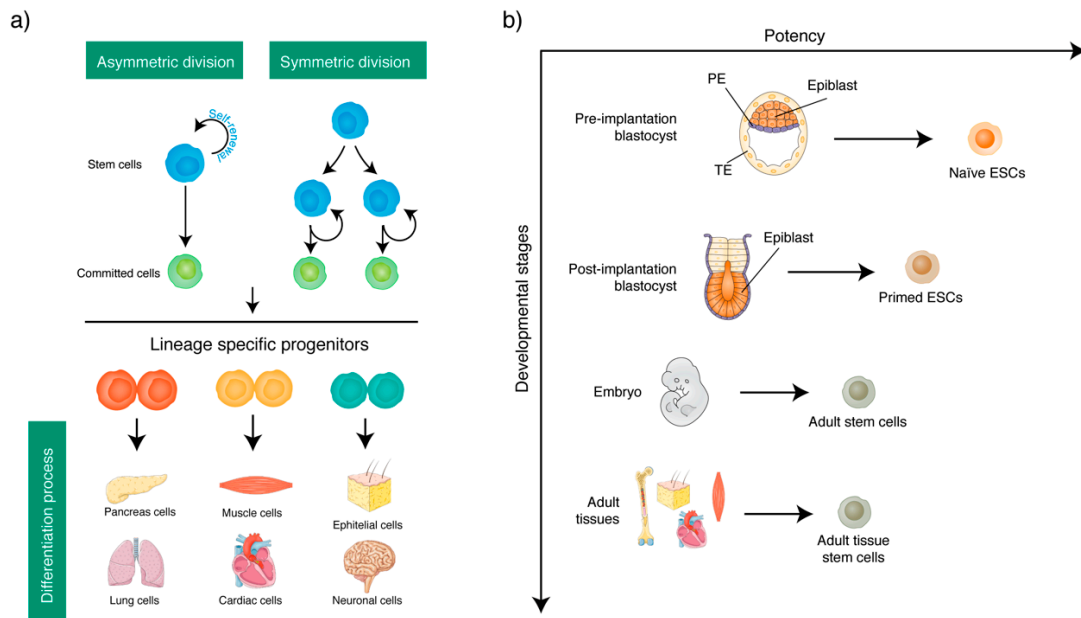 a)
Asymmetric division
Symmetric division
Self-renewal
Stem cells
Committed cells
Lineage specific progenitors
Differentiation process
Pancreas cells
Muscle cells
Ephitelial cells
Lung cells
Cardiac cells
Neuronal cells
b)
Potency
Developmental stages
PE
Epiblast
Pre-implantation
blastocyst
TE
Naïve ESCs
Epiblast
Post-implantation
blastocyst
Primed ESCs
Embryo
Adult stem cells
Adult
tissues
Adult tissue
stem cells